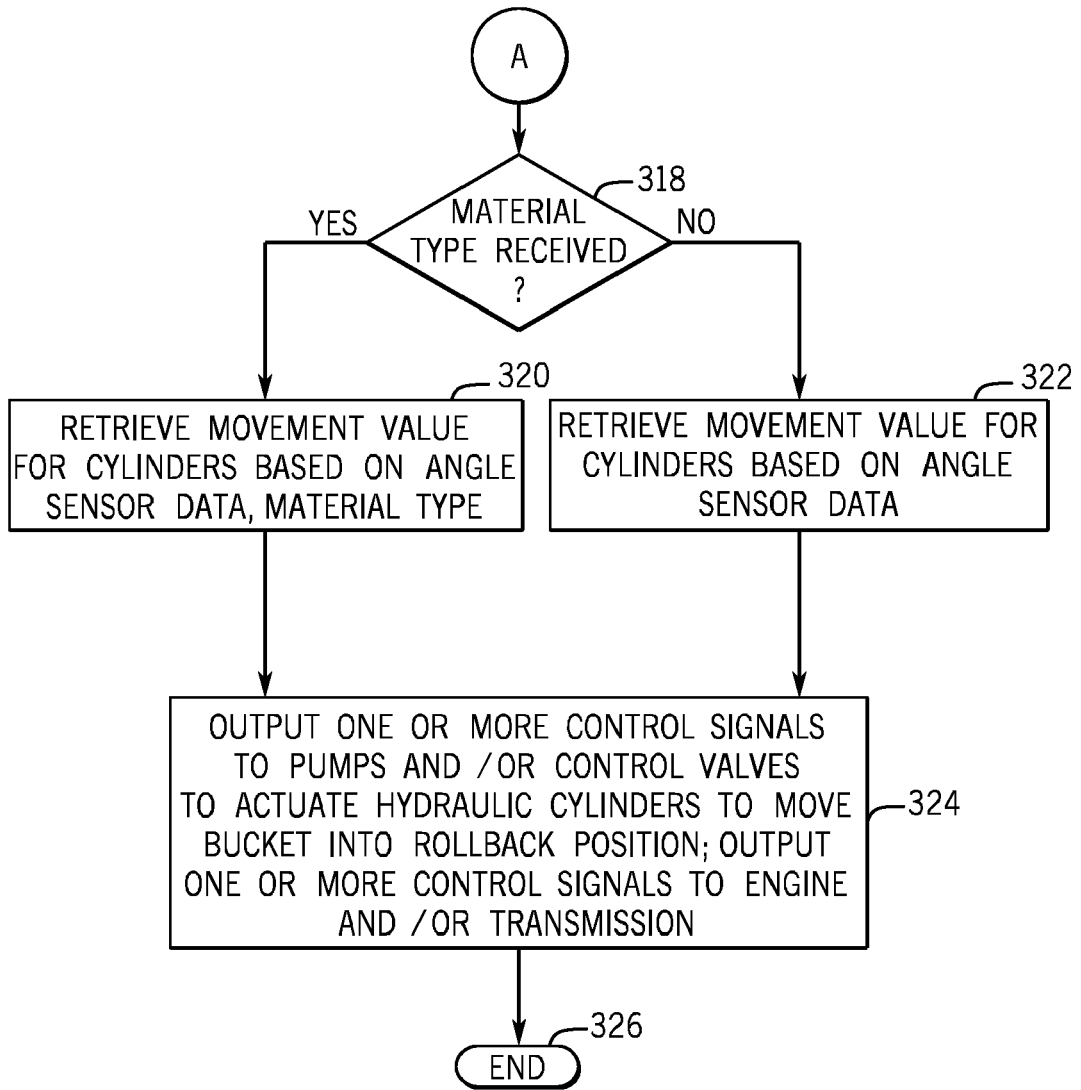 A
318
MATERIAL
TYPE RECEIVED
?
YES
NO
320
RETRIEVE MOVEMENT VALUE
FOR CYLINDERS BASED ON ANGLE
SENSOR DATA, MATERIAL TYPE
322
RETRIEVE MOVEMENT VALUE FOR
CYLINDERS BASED ON ANGLE
SENSOR DATA
OUTPUT ONE OR MORE CONTROL SIGNALS
TO PUMPS AND /OR CONTROL VALVES
TO ACTUATE HYDRAULIC CYLINDERS TO MOVE
BUCKET INTO ROLLBACK POSITION; OUTPUT
ONE OR MORE CONTROL SIGNALS TO ENGINE
AND /OR TRANSMISSION
324
326
END